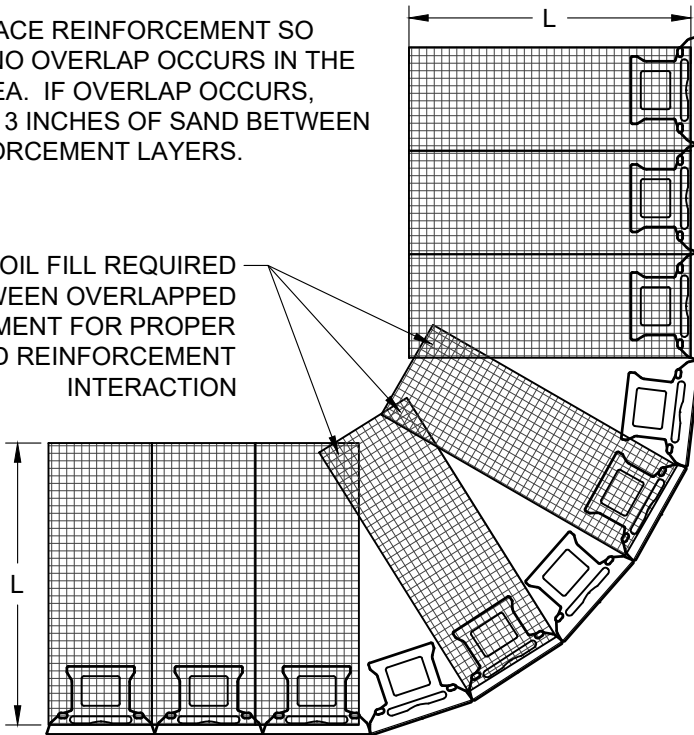 L
ACE REINFORCEMENT SO
NO OVERLAP OCCURS IN THE
EA. IF OVERLAP OCCURS,
3 INCHES OF SAND BETWEEN
ORCEMENT LAYERS.
OIL FILL REQUIRED
WEEN OVERLAPPED
MENT FOR PROPER
D REINFORCEMENT
INTERACTION
L